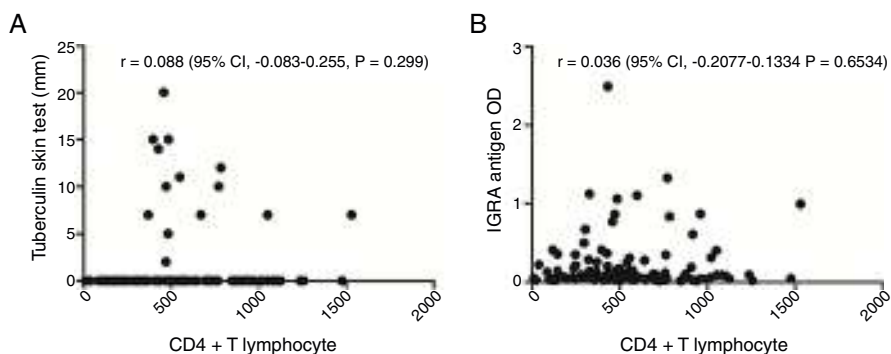 A
B
r = 0.088 (95% CI, -0.083-0.255, P = 0.299)
Tuberculin skin test (mm)
25
20
15
10
5
0
0
500
1000
1500
2000
CD4 + T lymphocyte
r = 0.036 (95% CI, -0.2077-0.1334 P = 0.6534)
IGRA antigen OD
3
2
1
0
0
500
1000
1500
2000
CD4 + T lymphocyte